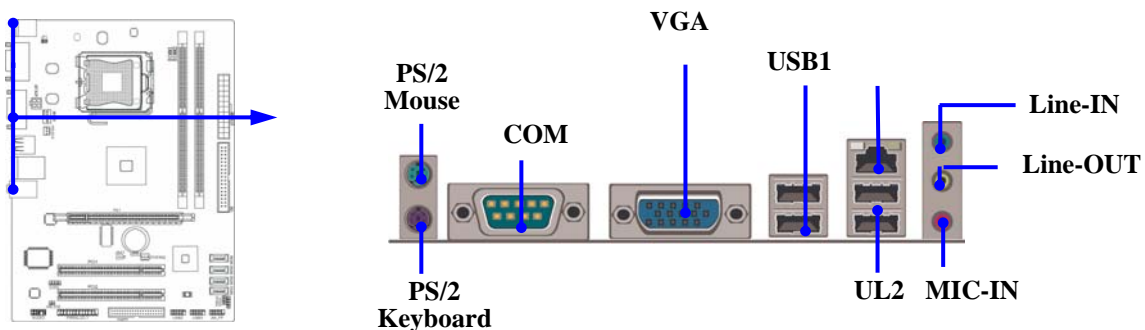 VGA
USB1
PS/2
Mouse
Line-IN
COM
Line-OUT
PS/2
Keyboard
UL2
MIC-IN